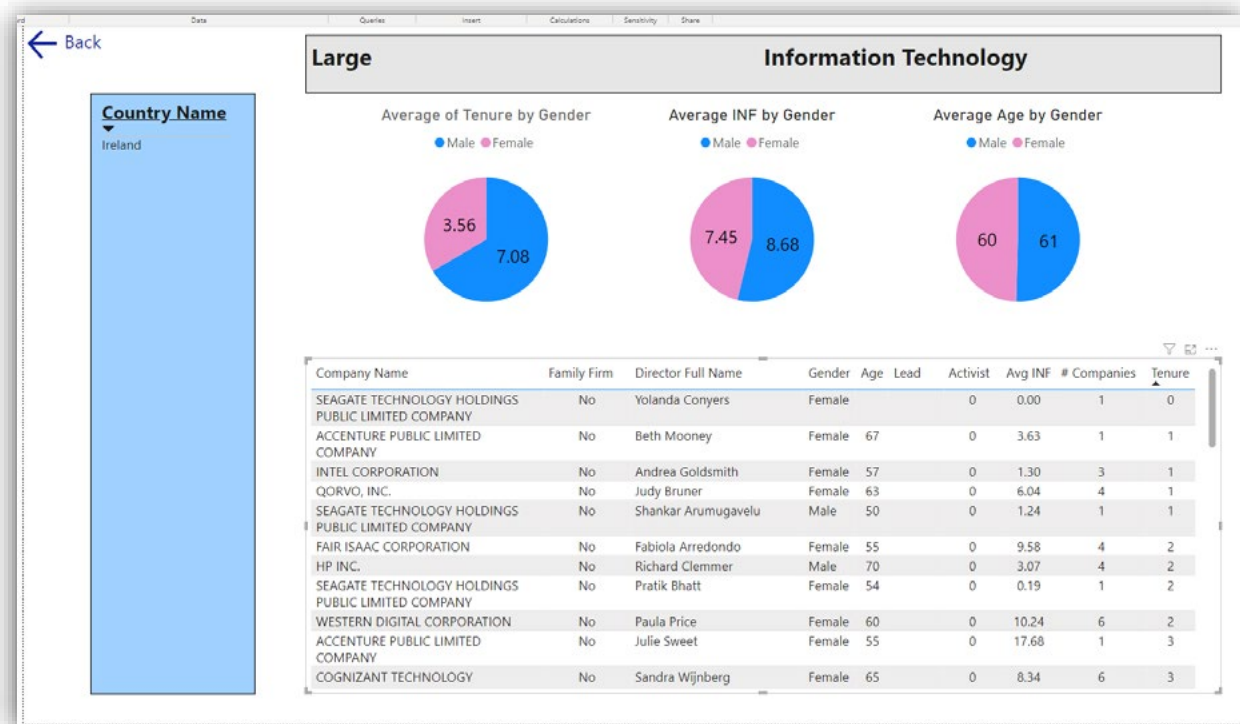 Data Queries Insert Calculations Sensitivity Share
Back
Large Information Technology
Country Name
Ireland
Average of Tenure by Gender
Male Female
3.56
7.08
Average INF by Gender
Male Female
7.45
8.68
Average Age by Gender
Male Female
60
61
Company Name Family Firm Director Full Name Gender Age Lead Activist Avg INF # Companies Tenure
SEAGATE TECHNOLOGY HOLDINGS No Yolanda Conyers Female 0 0.00 1 0
PUBLIC LIMITED COMPANY
ACCENTURE PUBLIC LIMITED No Beth Mooney Female 67 0 3.63 1 1
COMPANY
INTEL CORPORATION No Andrea Goldsmith Female 57 0 1.30 3 1
QORVO, INC. No Judy Bruner Female 63 0 6.04 4 1
SEAGATE TECHNOLOGY HOLDINGS No Shankar Arumugavelu Male 50 0 1.24 1 1
PUBLIC LIMITED COMPANY
FAIR ISAAC CORPORATION No Fabiola Arredondo Female 55 0 9.58 4 2
HP INC. No Richard Clemmer Male 70 0 3.07 4 2
SEAGATE TECHNOLOGY HOLDINGS No Pratik Bhatt Female 54 0 0.19 1 2
PUBLIC LIMITED COMPANY
WESTERN DIGITAL CORPORATION No Paula Price Female 60 0 10.24 6 2
ACCENTURE PUBLIC LIMITED No Julie Sweet Female 55 0 17.68 1 3
COMPANY
COGNIZANT TECHNOLOGY No Sandra Wijnberg Female 65 0 8.34 6 3